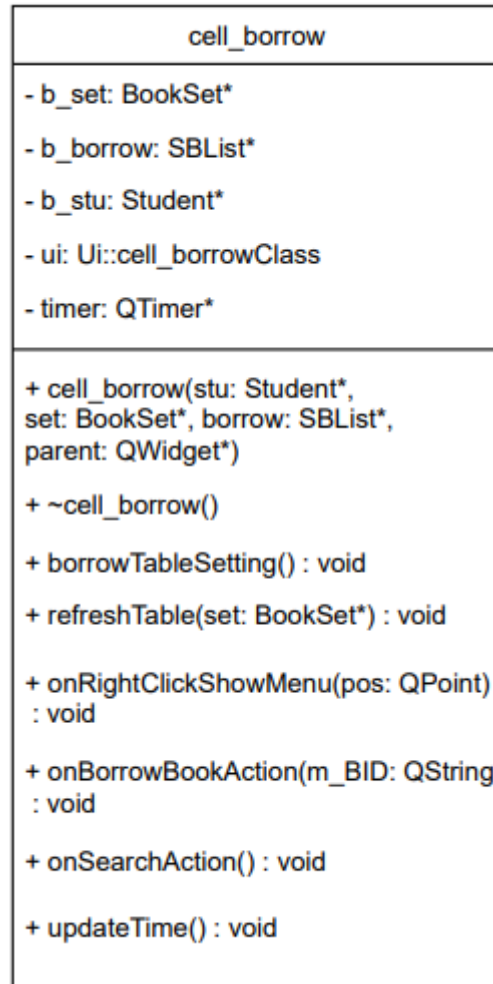 cell_borrow
- b_set: BookSet*
- b_borrow: SBList*
- b_stu: Student*
- ui: Ui::cell_borrowClass
- timer: QTimer*
+ cell_borrow(stu: Student*,
set: BookSet*, borrow: SBList*,
parent: QWidget*)
+ ~cell_borrow()
+ borrowTableSetting() : void
+ refreshTable(set: BookSet*) : void
+ onRightClickShowMenu(pos: QPoint)
: void
+ onBorrowBookAction(m_BID: QString
: void
+ onSearchAction() : void
+ updateTime() : void